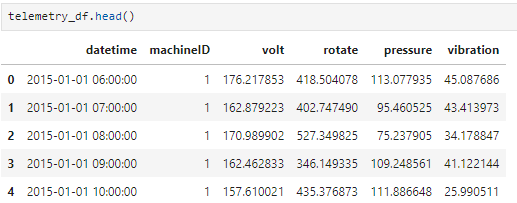 telemetry_df.head()
datetime machineID volt rotate pressure vibration
0 2015-01-01 06:00:00 1 176.217853 418.504078 113.077935 45.087686
1 2015-01-01 07:00:00 1 162.879223 402.747490 95.460525 43.413973
2 2015-01-01 08:00:00 1 170.989902 527.349825 75.237905 34.178847
3 2015-01-01 09:00:00 1 162.462833 346.149335 109.248561 41.122144
4 2015-01-01 10:00:00 1 157.610021 435.376873 111.886648 25.990511